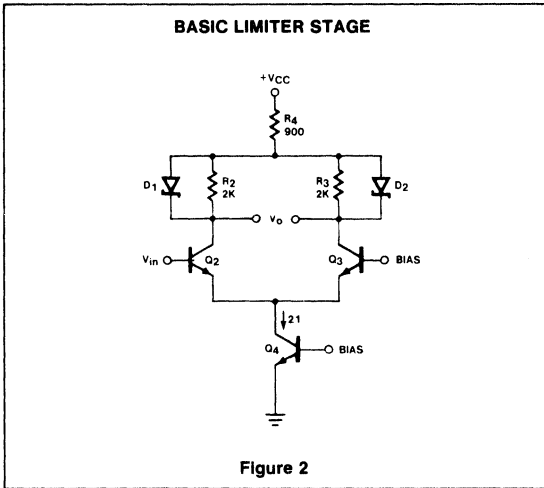 BASIC LIMITER STAGE
+VCC
R4
900
D1
R2
2K
R3
2K
D2
Vo
Vin
Q2
Q3
BIAS
21
Q4
BIAS
Figure 2